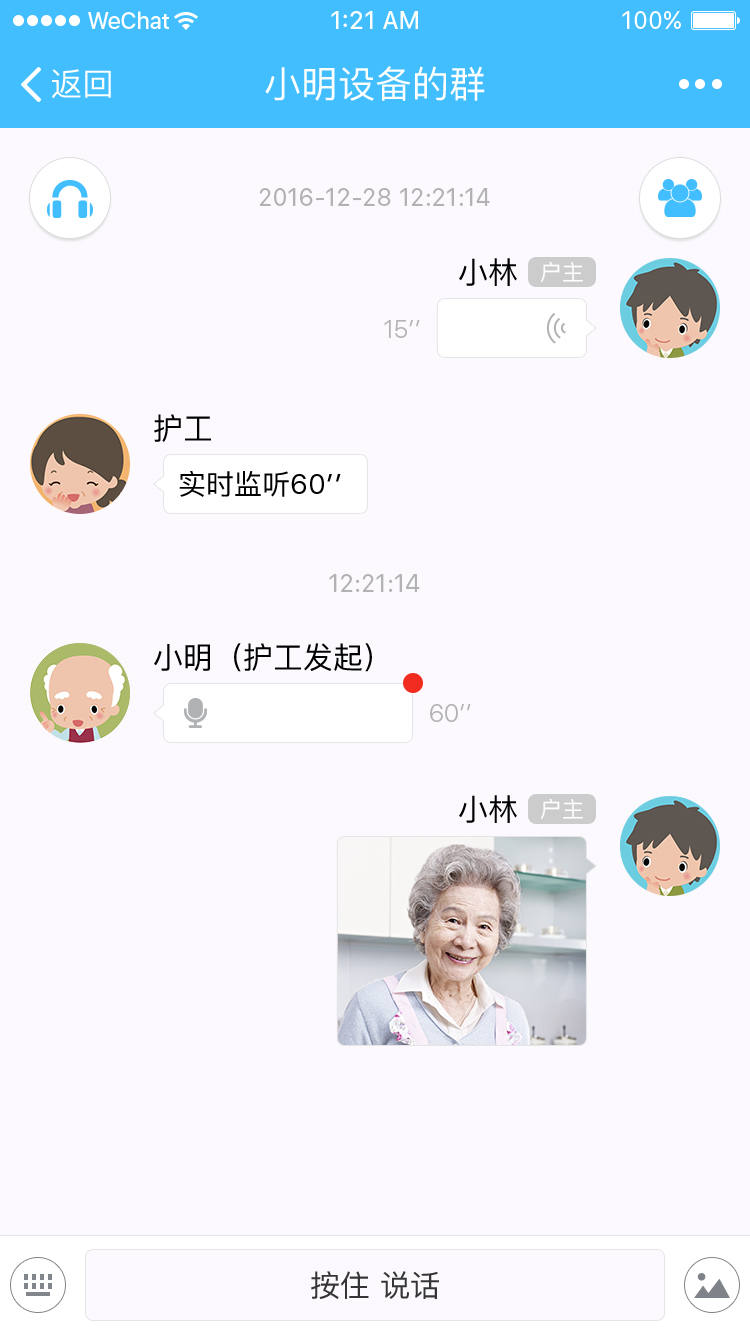 WeChat 1:21 AM 100%
返回 小明设备的群
2016-12-28 12:21:14
小林 户主
15′′
护工
实时监听60′′
12:21:14
小明（护工发起）
60′′
小林 户主
按住 说话